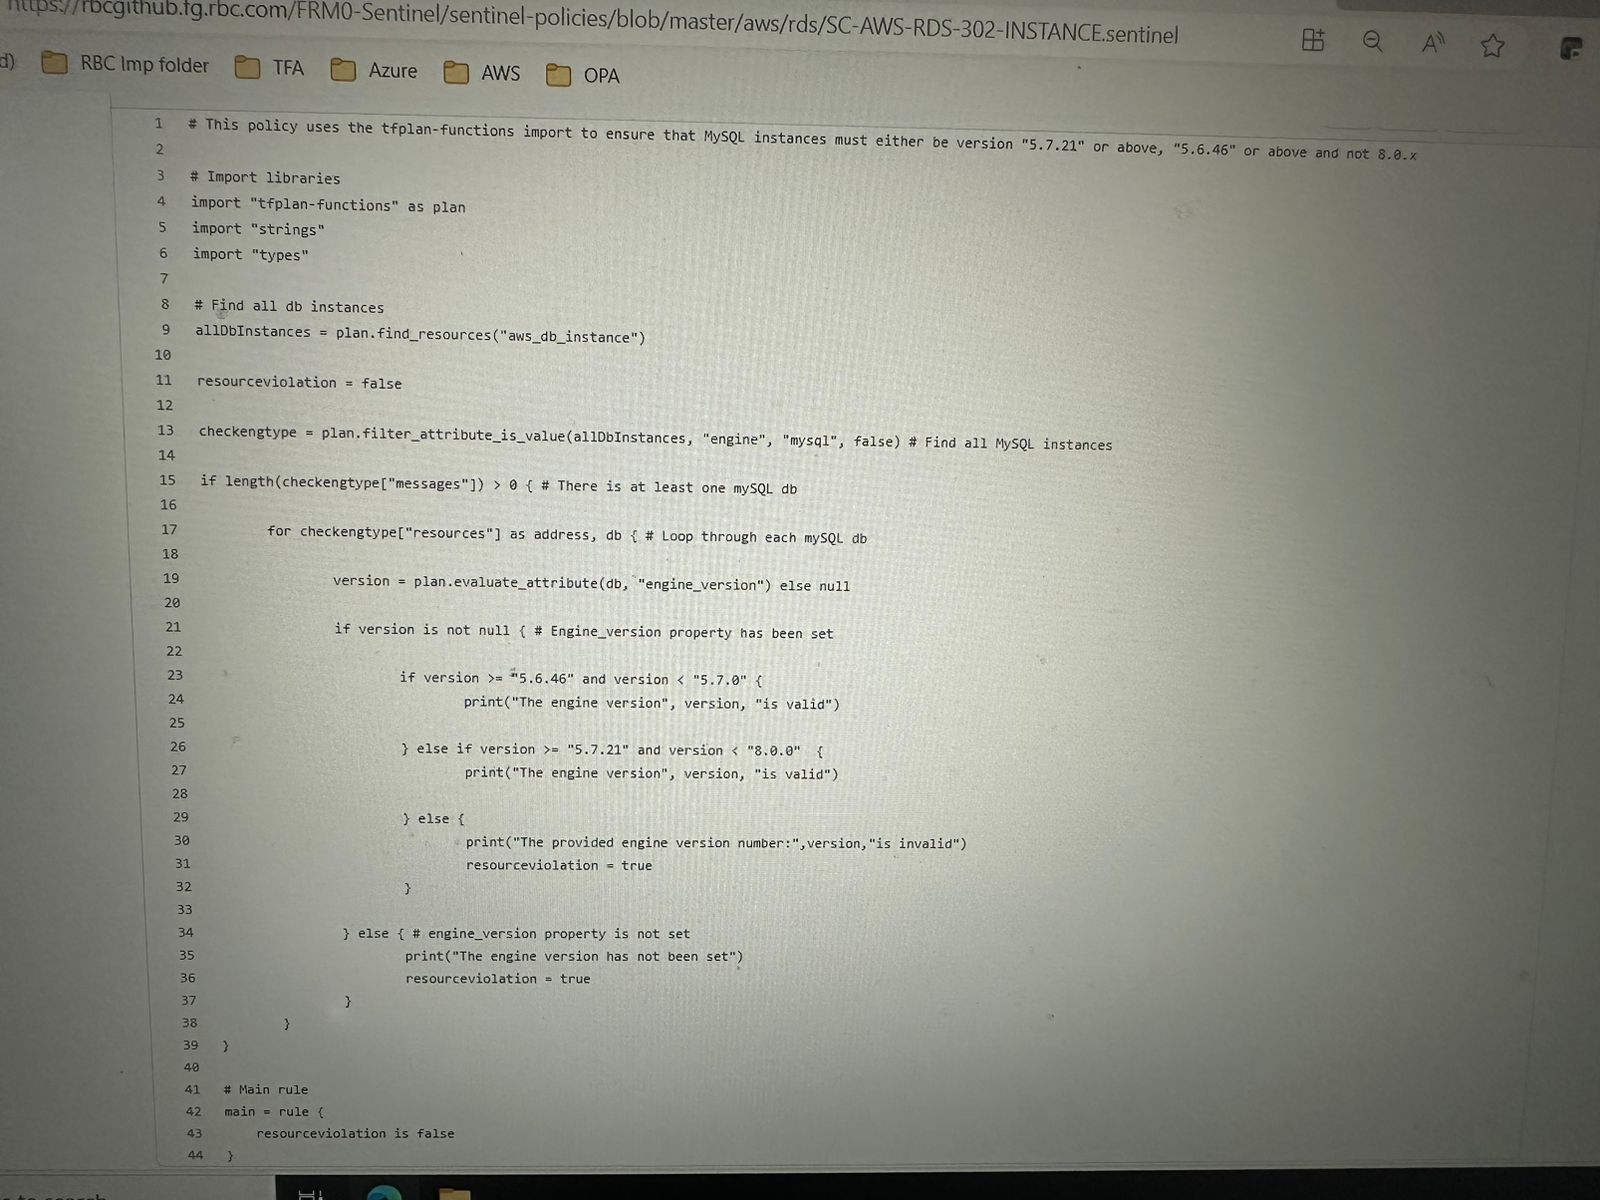 https://rbcgithub.fg.rbc.com/FRM0-Sentinel/sentinel-policies/blob/master/aws/rds/SC-AWS-RDS-302-INSTANCE.sentinel
d) RBC Imp folder TFA Azure AWS OPA
1 # This policy uses the tfplan-functions import to ensure that MySQL instances must either be version "5.7.21" or above, "5.6.46" or above and not 8.0.x
2
3 # Import libraries
4 import "tfplan-functions" as plan
5 import "strings"
6 import "types"
7
8 # Find all db instances
9 allDbInstances = plan.find_resources("aws_db_instance")
10
11 resourceviolation = false
12
13 checkengtype = plan.filter_attribute_is_value(allDbInstances, "engine", "mysql", false) # Find all MySQL instances
14
15 if length(checkengtype["messages"]) > 0 { # There is at least one mySQL db
16
17 for checkengtype["resources"] as address, db { # Loop through each mySQL db
18
19 version = plan.evaluate_attribute(db, "engine_version") else null
20
21 if version is not null { # Engine_version property has been set
22
23 if version >= "5.6.46" and version < "5.7.0" {
24 print("The engine version", version, "is valid")
25
26 } else if version >= "5.7.21" and version < "8.0.0" {
27 print("The engine version", version, "is valid")
28
29 } else {
30 print("The provided engine version number:",version,"is invalid")
31 resourceviolation = true
32 }
33
34 } else { # engine_version property is not set
35 print("The engine version has not been set")
36 resourceviolation = true
37 }
38 }
39 }
40
41 # Main rule
42 main = rule {
43 resourceviolation is false
44 }